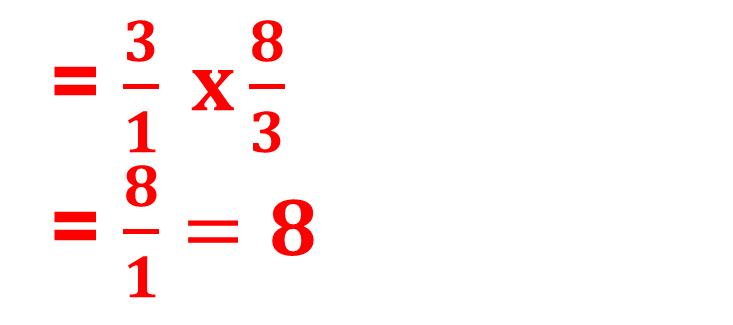 = 3/1 x 8/3
= 8/1 = 8